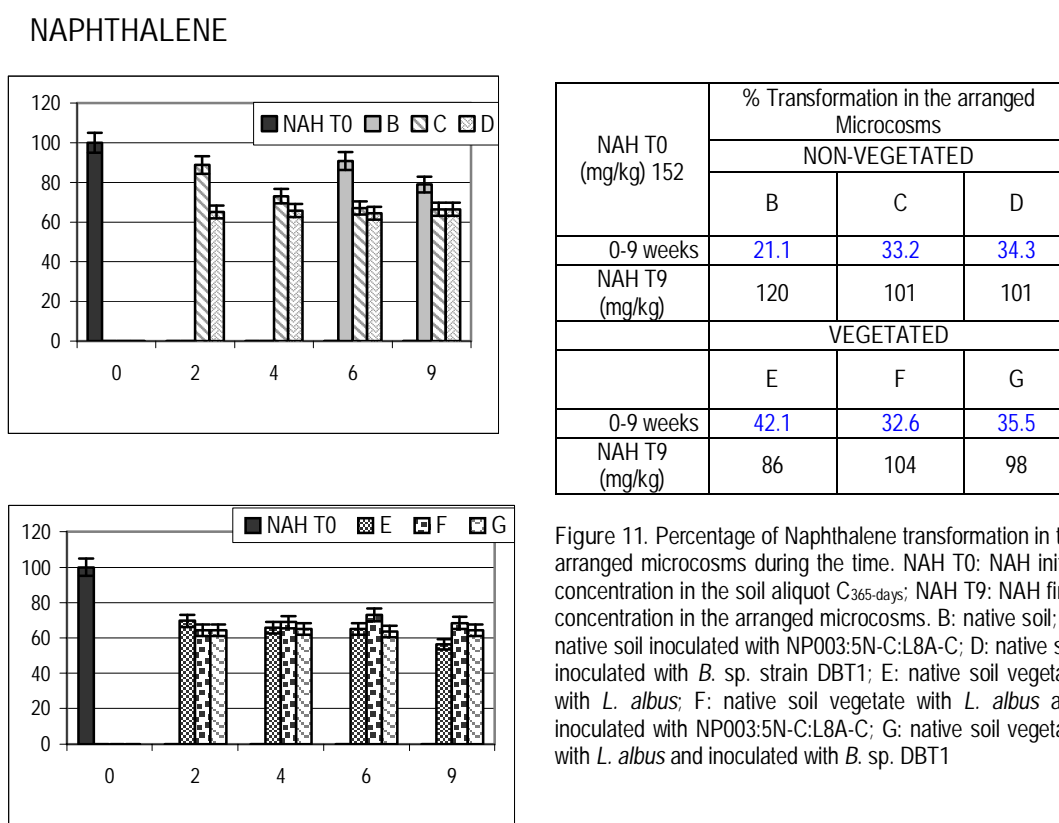 NAPHTHALENE
120
100
80
60
40
20
0
NAH T0 B C D
0 2 4 6 9
120
100
80
60
40
20
0
NAH T0 E F G
0 2 4 6 9
NAH T0
(mg/kg) 152
% Transformation in the arranged
Microcosms
NON-VEGETATED
B C D
0-9 weeks 21.1 33.2 34.3
NAH T9
(mg/kg)
120 101 101
VEGETATED
E F G
0-9 weeks 42.1 32.6 35.5
NAH T9
(mg/kg)
86 104 98
Figure 11. Percentage of Naphthalene transformation in
arranged microcosms during the time. NAH T0: NAH
concentration in the soil aliquot C365-days; NAH T9: NAH
concentration in the arranged microcosms. B: native soil;
native soil inoculated with NP003:5N-C:L8A-C; D: native
inoculated with B. sp. strain DBT1; E: native soil
with L. albus; F: native soil vegetate with L. albus
inoculated with NP003:5N-C:L8A-C; G: native soil
with L. albus and inoculated with B. sp. DBT1